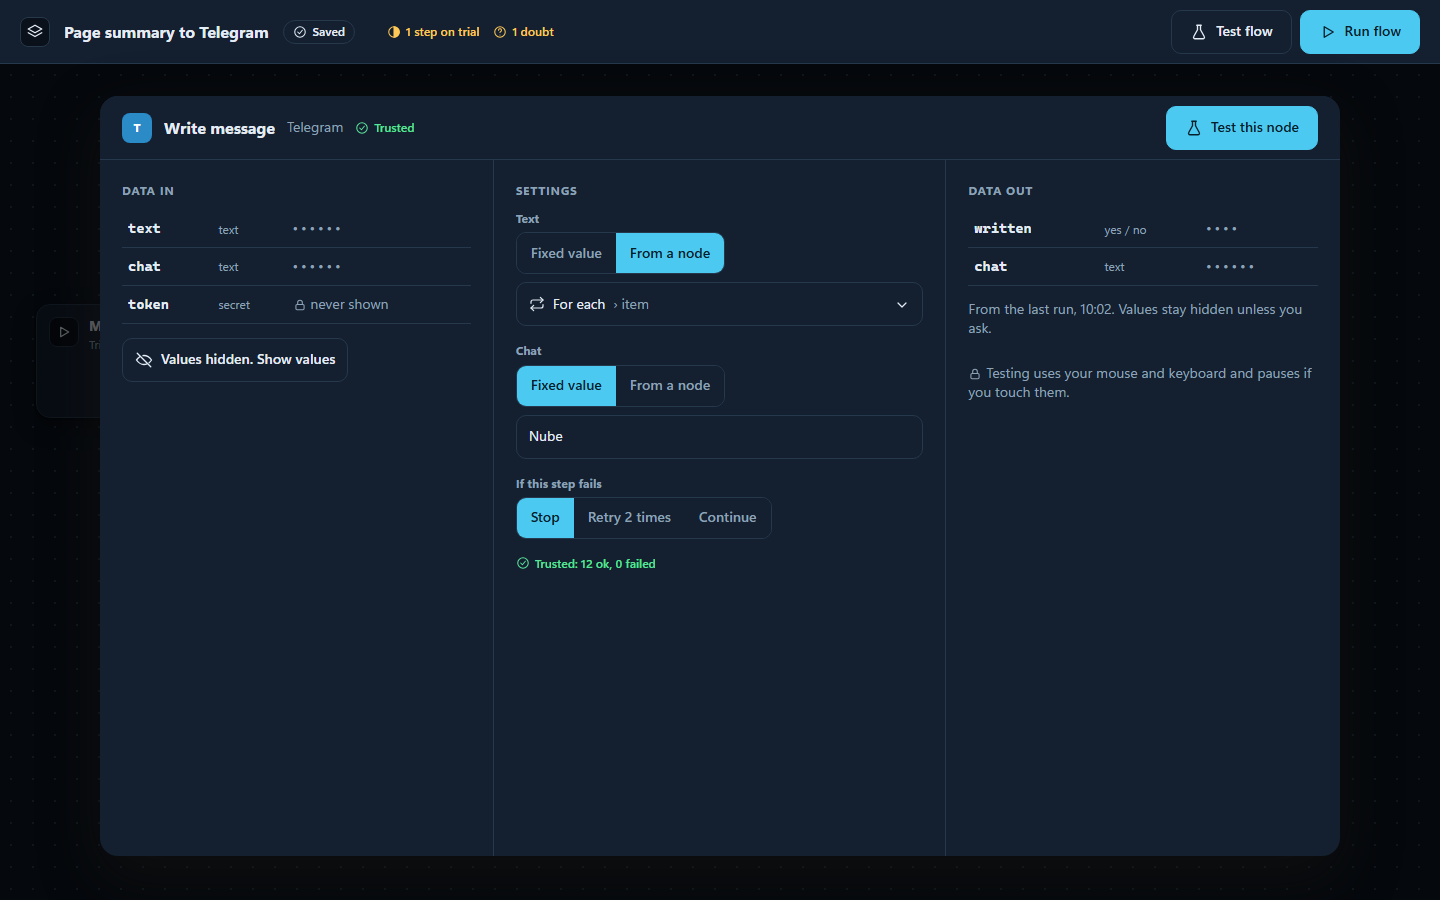 Page summary to Telegram
Saved
1 step on trial
1 doubt
Test flow
Run flow
T
Write message
Telegram
Trusted
Test this node
DATA IN
text text ••••••
chat text ••••••
token secret never shown
Values hidden. Show values
SETTINGS
Text
Fixed value
From a node
For each › item
Chat
Fixed value
From a node
Nube
If this step fails
Stop
Retry 2 times
Continue
Trusted: 12 ok, 0 failed
DATA OUT
written yes / no ••••
chat text ••••••
From the last run, 10:02. Values stay hidden unless you
ask.
Testing uses your mouse and keyboard and pauses if
you touch them.